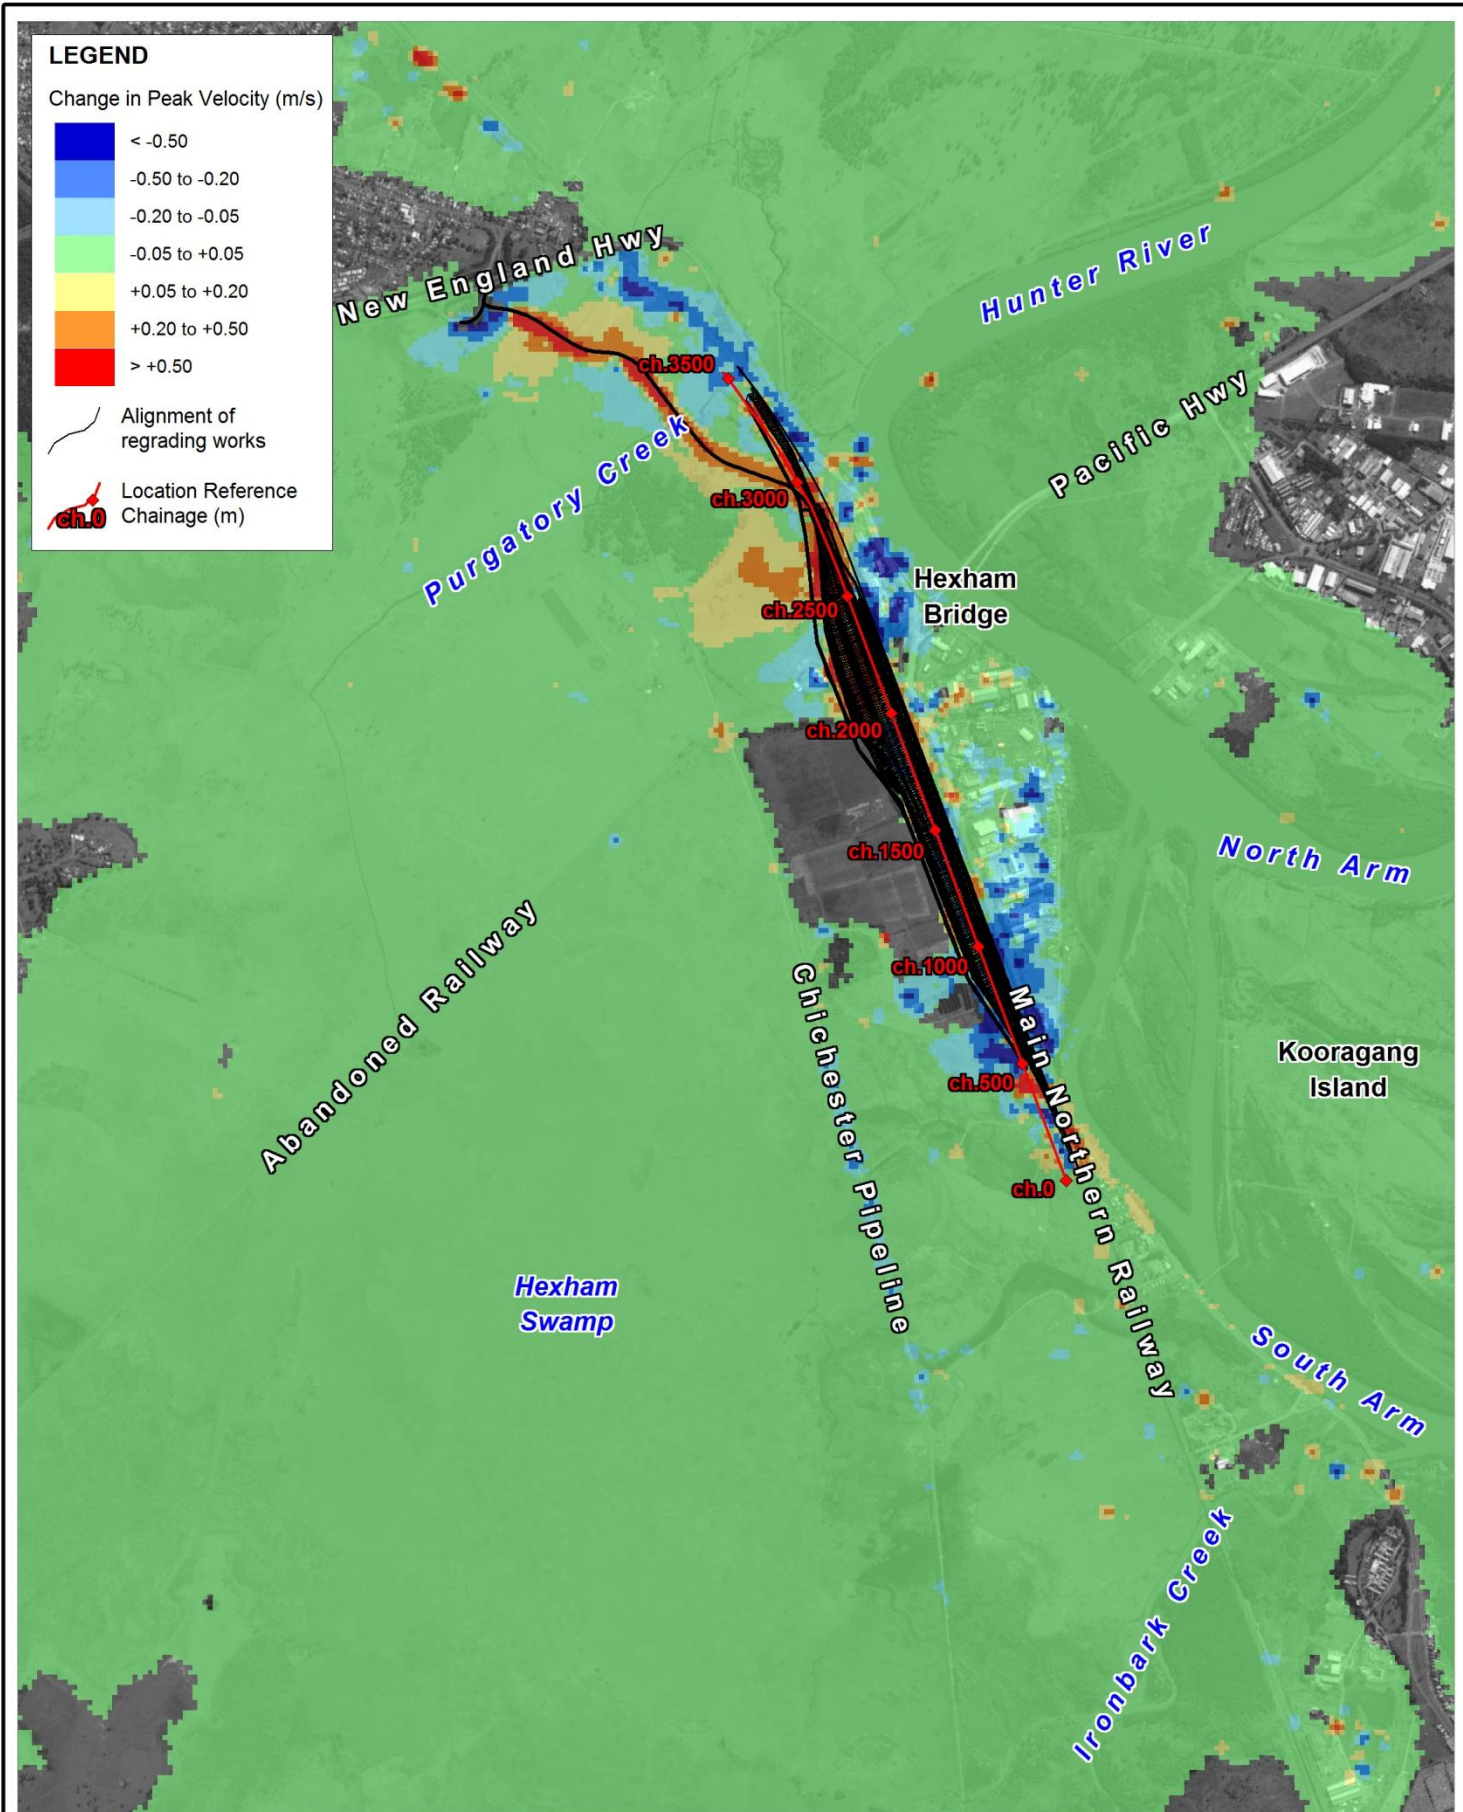 LEGEND
Change in Peak Velocity (m/s)
< -0.50
-0.50 to -0.20
-0.20 to -0.05
-0.05 to +0.05
+0.05 to +0.20
+0.20 to +0.50
> +0.50
Alignment of
regrading works
ch.0
Location Reference
Chainage (m)
New England Hwy
Hunter River
ch.3500
Pacific Hwy
Purgatory Creek
ch.3000
Hexham
Bridge
ch.2500
ch.2000
ch.1500
North Arm
Abandoned Railway
ch.1000
Chichester Pipeline
Main Northern Railway
Kooragang
Island
ch.500
ch.0
Hexham
Swamp
South Arm
Ironbark Creek